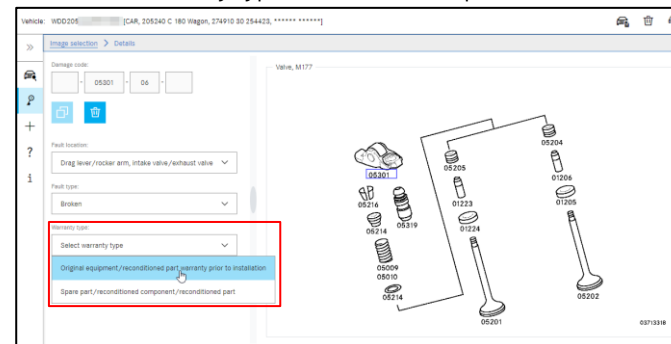 Vehicle: WDD205 [CAR, 205240 C 180 Wagon, 274910 30 254423, ****** ******]
Image selection > Details
Damage code:
- 05301 - 06 -
Fault location:
Drag lever/rocker arm, intake valve/exhaust valve
Fault type:
Broken
Warranty type:
Select warranty type
Original equipment/reconditioned part warranty prior to installation
Spare part/reconditioned component/reconditioned part
Valve, M177
05301
05216
05214
05319
05009
05010
05214
05205
01223
01224
05201
05204
01206
01205
05202
03713318